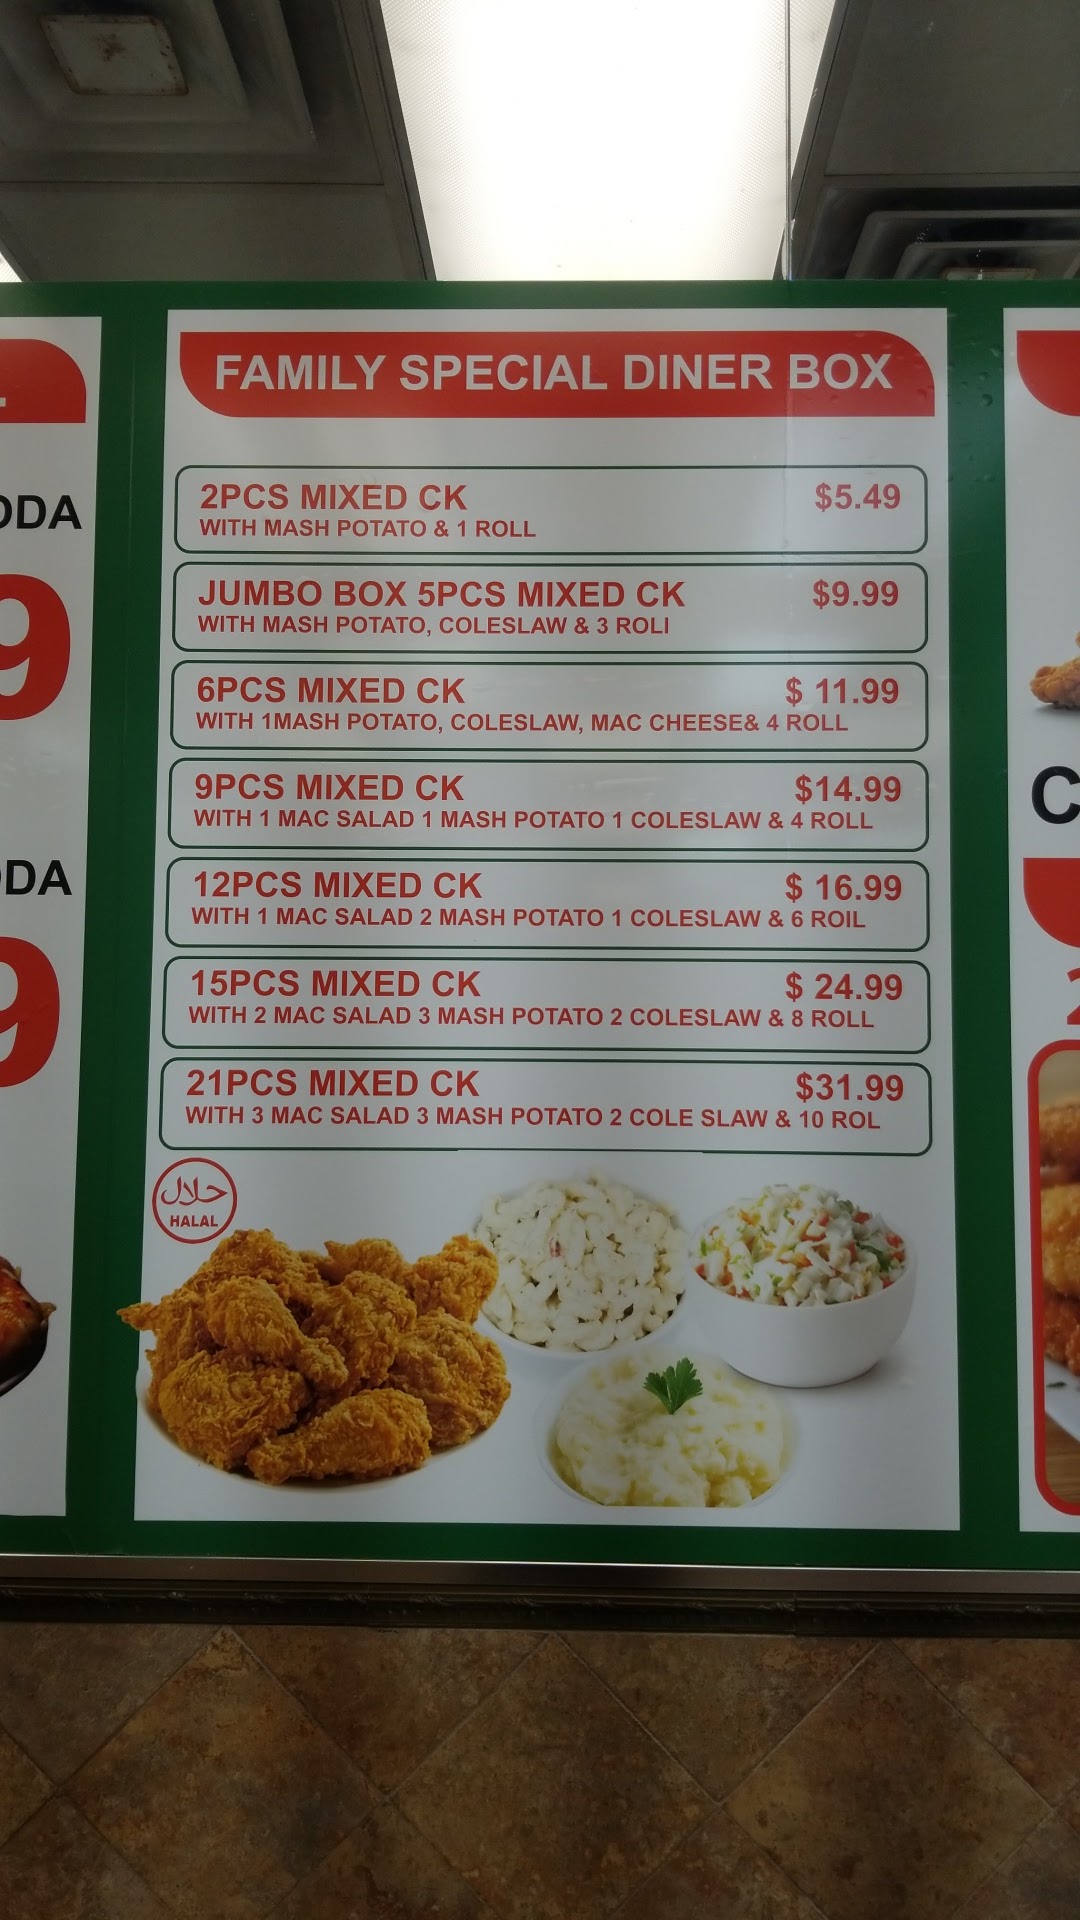 FAMILY SPECIAL DINER BOX
2PCS MIXED CK $5.49
WITH MASH POTATO & 1 ROLL
JUMBO BOX 5PCS MIXED CK $9.99
WITH MASH POTATO, COLESLAW & 3 ROLI
6PCS MIXED CK $ 11.99
WITH 1MASH POTATO, COLESLAW, MAC CHEESE& 4 ROLL
9PCS MIXED CK $14.99
WITH 1 MAC SALAD 1 MASH POTATO 1 COLESLAW & 4 ROLL
12PCS MIXED CK $ 16.99
WITH 1 MAC SALAD 2 MASH POTATO 1 COLESLAW & 6 ROIL
15PCS MIXED CK $ 24.99
WITH 2 MAC SALAD 3 MASH POTATO 2 COLESLAW & 8 ROLL
21PCS MIXED CK $31.99
WITH 3 MAC SALAD 3 MASH POTATO 2 COLE SLAW & 10 ROL
حلال
HALAL
ODA
9
DA
9
C
2